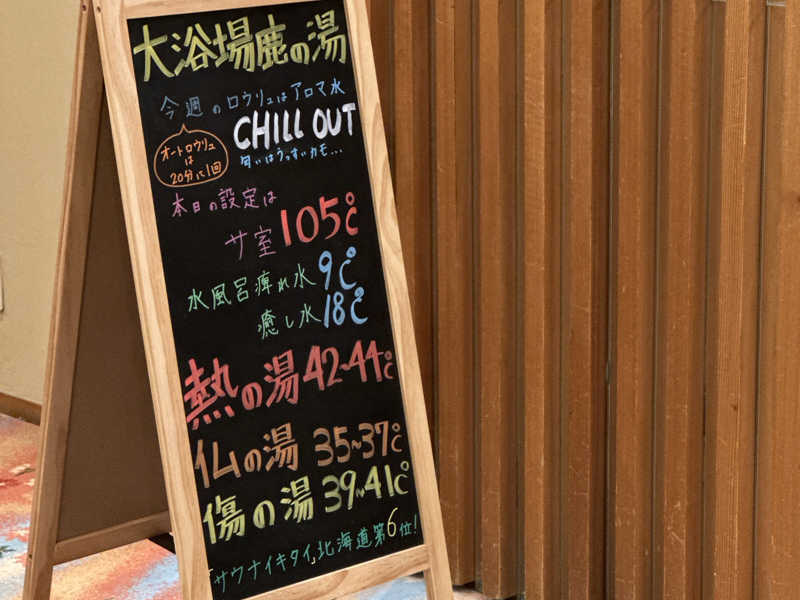 大浴場鹿の湯
今週のロウリュはアロマ水
CHILL OUT
匂いはうっすいカモ...
オートロウリュ
は
20分に1回
本日の設定は
サ室 105℃
水風呂痺れ水 9℃
癒し水 18℃
熱の湯 42~44℃
仏の湯 35~37℃
傷の湯 39~41℃
「サウナイキタイ」北海道第6位!